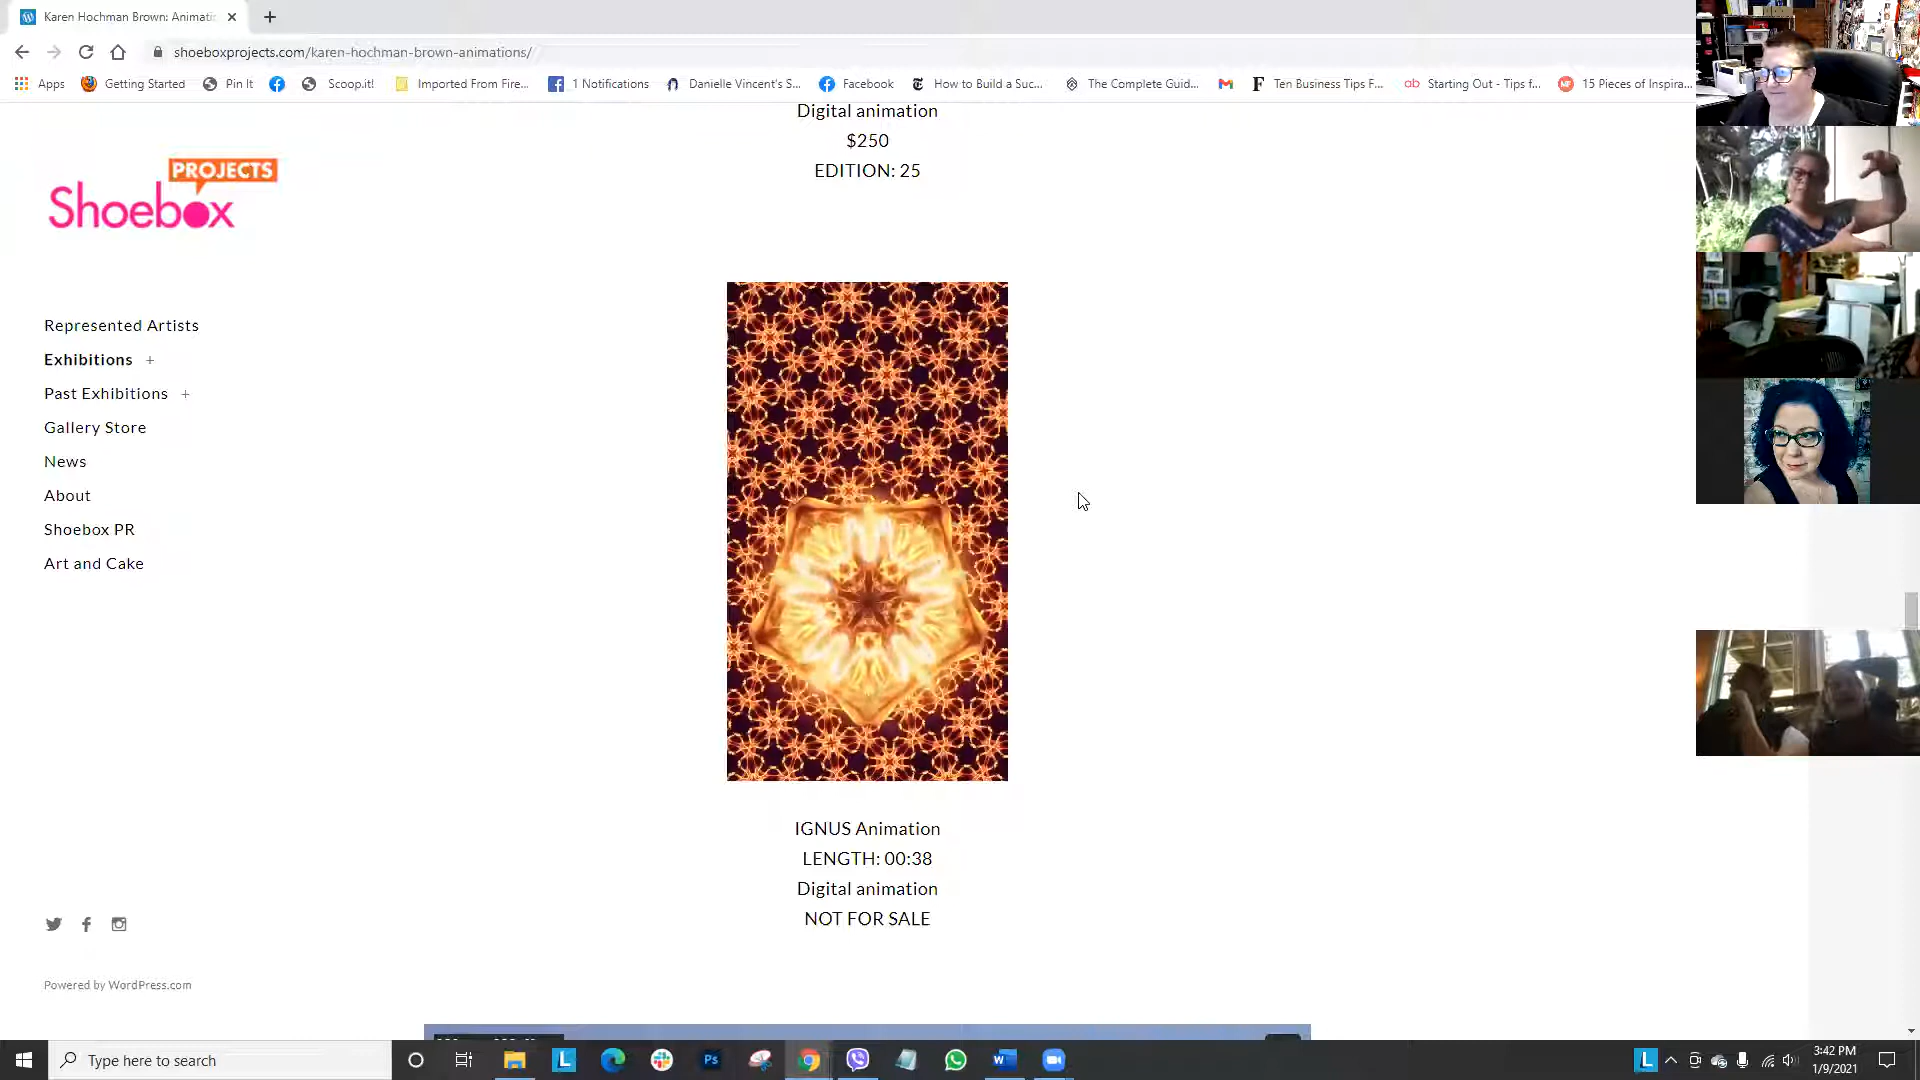 Karen Hochman Brown: Animati
shoeboxprojects.com/karen-hochman-brown-animations/
Apps
Getting Started
Pin It
Scoop.it!
Imported From Fire...
1 Notifications
Danielle Vincent's S...
Facebook
How to Build a Suc...
The Complete Guid...
Ten Business Tips F...
Starting Out - Tips f...
15 Pieces of Inspira...
Digital animation
$250
EDITION: 25
PROJECTS
Shoebox
Represented Artists
Exhibitions +
Past Exhibitions +
Gallery Store
News
About
Shoebox PR
Art and Cake
IGNUS Animation
LENGTH: 00:38
Digital animation
NOT FOR SALE
Powered by WordPress.com
Type here to search
3:42 PM
1/9/2021